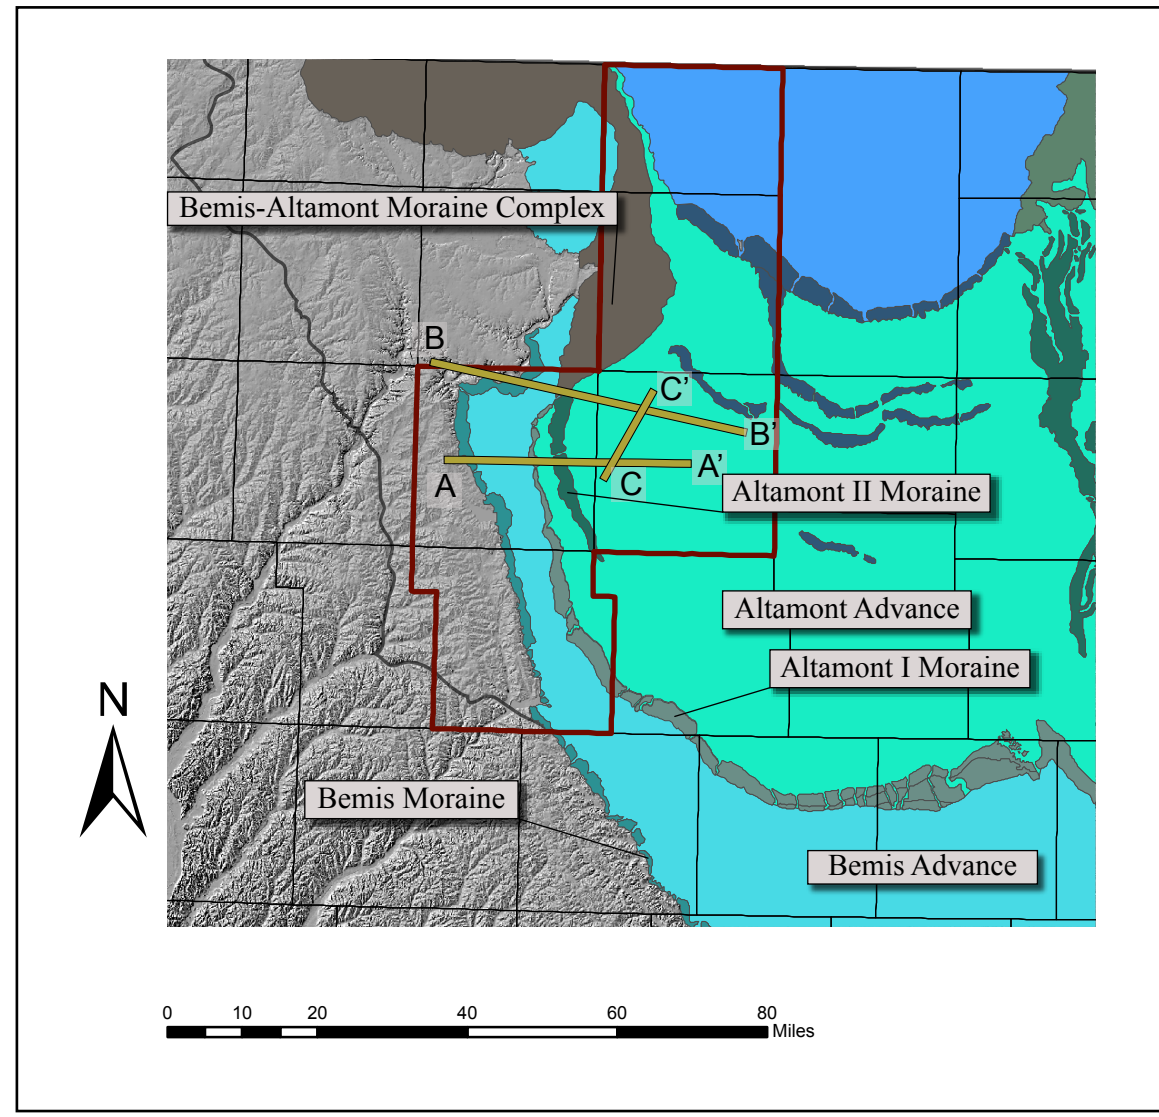 Bemis-Altamont Moraine Complex
B
C'
B'
A
A'
C
Altamont II Moraine
Altamont Advance
Altamont I Moraine
N
Bemis Moraine
Bemis Advance
0 10 20 40 60 80
Miles